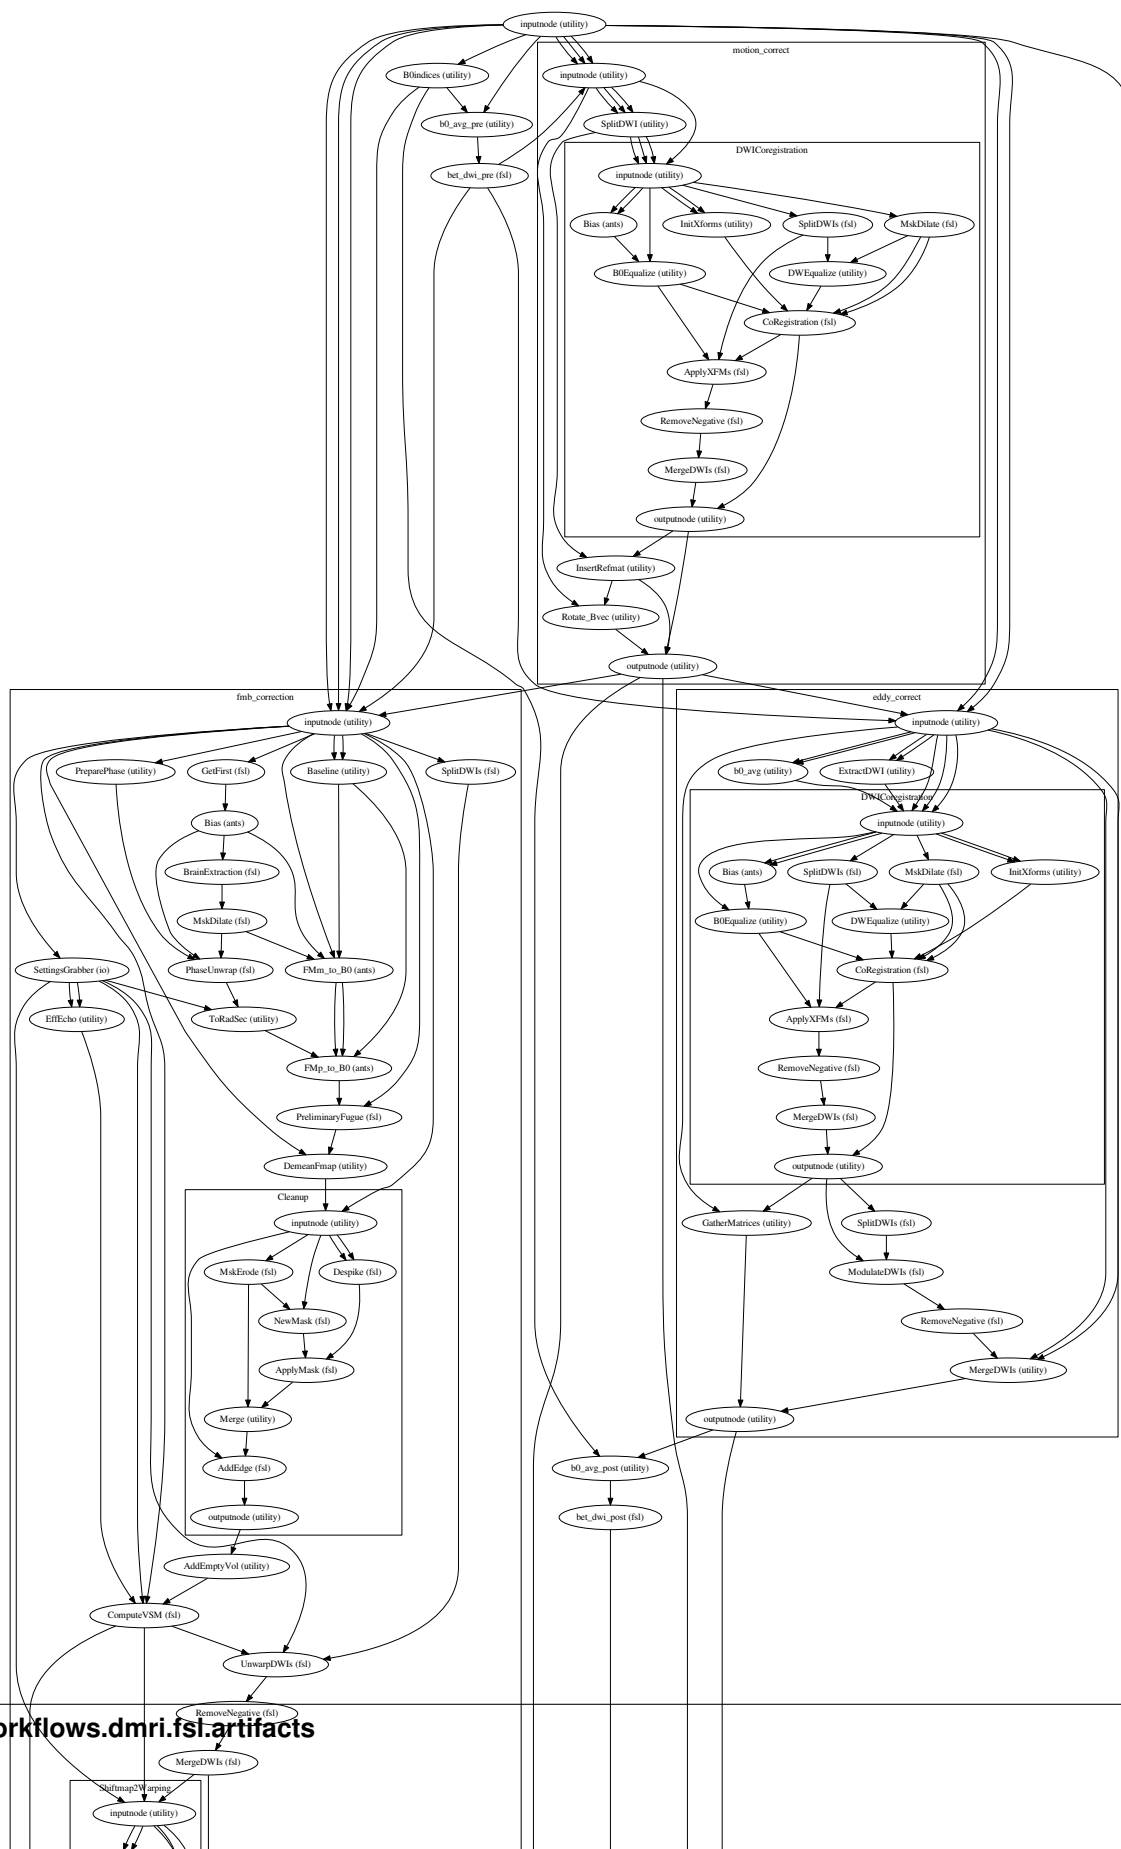 inputnode (utility)
motion_correct
B0indices (utility)
inputnode (utility)
b0_avg_pre (utility)
SplitDWI (utility)
DWICoregistration
bet_dwi_pre (fsl)
inputnode (utility)
Bias (ants)
InitXforms (utility)
SplitDWIs (fsl)
MskDilate (fsl)
B0Equalize (utility)
DWEqualize (utility)
CoRegistration (fsl)
ApplyXFMs (fsl)
RemoveNegative (fsl)
MergeDWIs (fsl)
outputnode (utility)
InsertRefmat (utility)
Rotate_Bvec (utility)
outputnode (utility)
fmb_correction
eddy_correct
inputnode (utility)
inputnode (utility)
PreparePhase (utility)
GetFirst (fsl)
Baseline (utility)
SplitDWIs (fsl)
b0_avg (utility)
ExtractDWI (utility)
DWICoregistration
Bias (ants)
inputnode (utility)
BrainExtraction (fsl)
Bias (ants)
SplitDWIs (fsl)
MskDilate (fsl)
InitXforms (utility)
MskDilate (fsl)
B0Equalize (utility)
DWEqualize (utility)
SettingsGrabber (io)
PhaseUnwrap (fsl)
FMm_to_B0 (ants)
CoRegistration (fsl)
EffEcho (utility)
ToRadSec (utility)
ApplyXFMs (fsl)
FMp_to_B0 (ants)
RemoveNegative (fsl)
PreliminaryFugue (fsl)
MergeDWIs (fsl)
DemeanFmap (utility)
outputnode (utility)
Cleanup
inputnode (utility)
GatherMatrices (utility)
SplitDWIs (fsl)
MskErode (fsl)
Despike (fsl)
ModulateDWIs (fsl)
NewMask (fsl)
RemoveNegative (fsl)
ApplyMask (fsl)
MergeDWIs (utility)
Merge (utility)
outputnode (utility)
AddEdge (fsl)
b0_avg_post (utility)
outputnode (utility)
bet_dwi_post (fsl)
AddEmptyVol (utility)
ComputeVSM (fsl)
UnwarpDWIs (fsl)
RemoveNegative (fsl)
orkflows.dmri.fsl.artifacts
MergeDWIs (fsl)
Shiftmap2Warping
inputnode (utility)